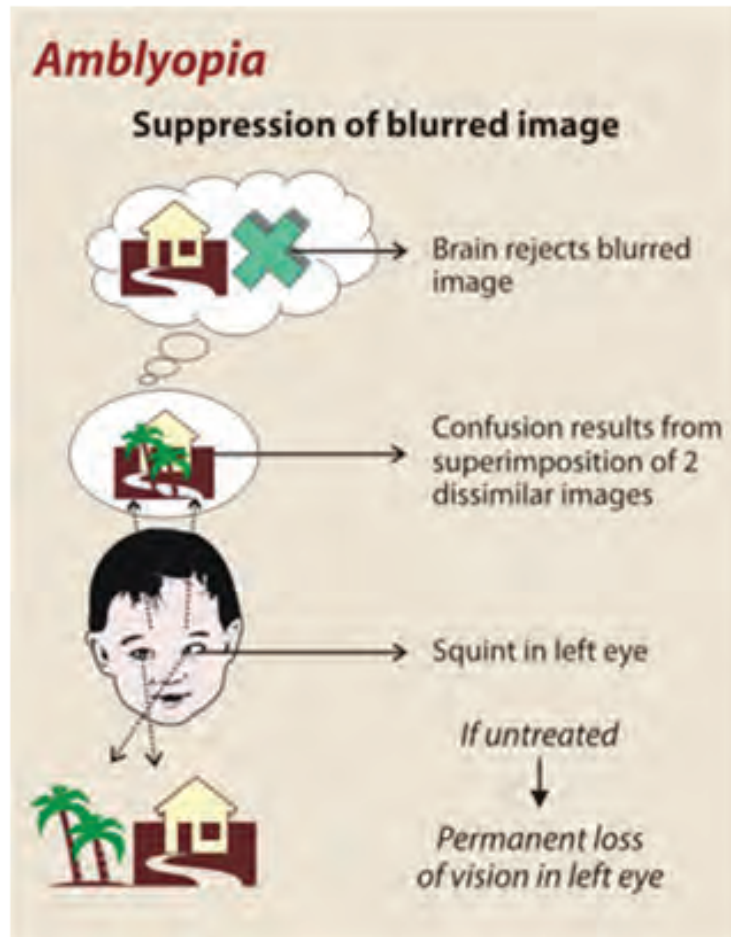 Amblyopia
Suppression of blurred image
Brain rejects blurred
image
Confusion results from
superimposition of 2
dissimilar images
Squint in left eye
If untreated
Permanent loss
of vision in left eye